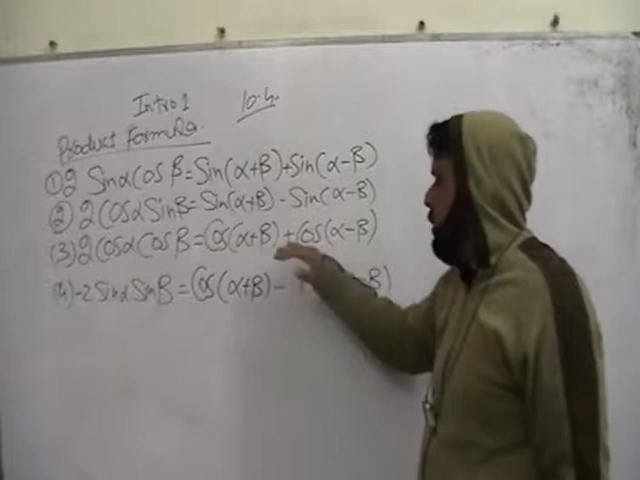 Intro 1 10.4.
Product Formula.
① 2 Sinα Cos β = Sin(α+β) + Sin(α-β)
② 2 Cosα Sinβ = Sin(α+β) - Sin(α-β)
(3) 2 Cosα Cos β = Cos(α+β) + Cos(α-β)
(4) -2 Sinα Sinβ = Cos(α+β) - β)